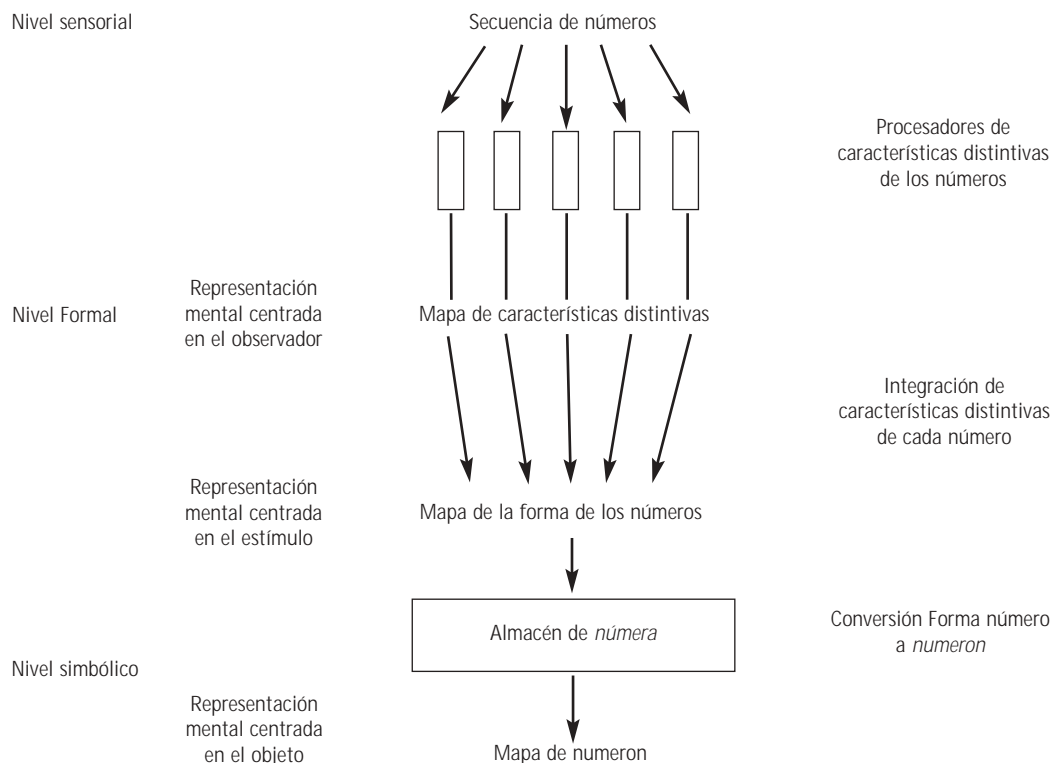 Nivel sensorial
Secuencia de números
Procesadores de
características distintivas
de los números
Representación
mental centrada
en el observador
Nivel Formal
Mapa de características distintivas
Integración de
características distintivas
de cada número
Representación
mental centrada
en el estímulo
Mapa de la forma de los números
Almacén de número
Conversión Forma número
a numeron
Nivel simbólico
Representación
mental centrada
en el objeto
Mapa de numeron